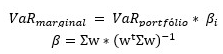 VaR_marginal = VaR_portfólio * β_i
β = Σw * (wᵗΣw)⁻¹